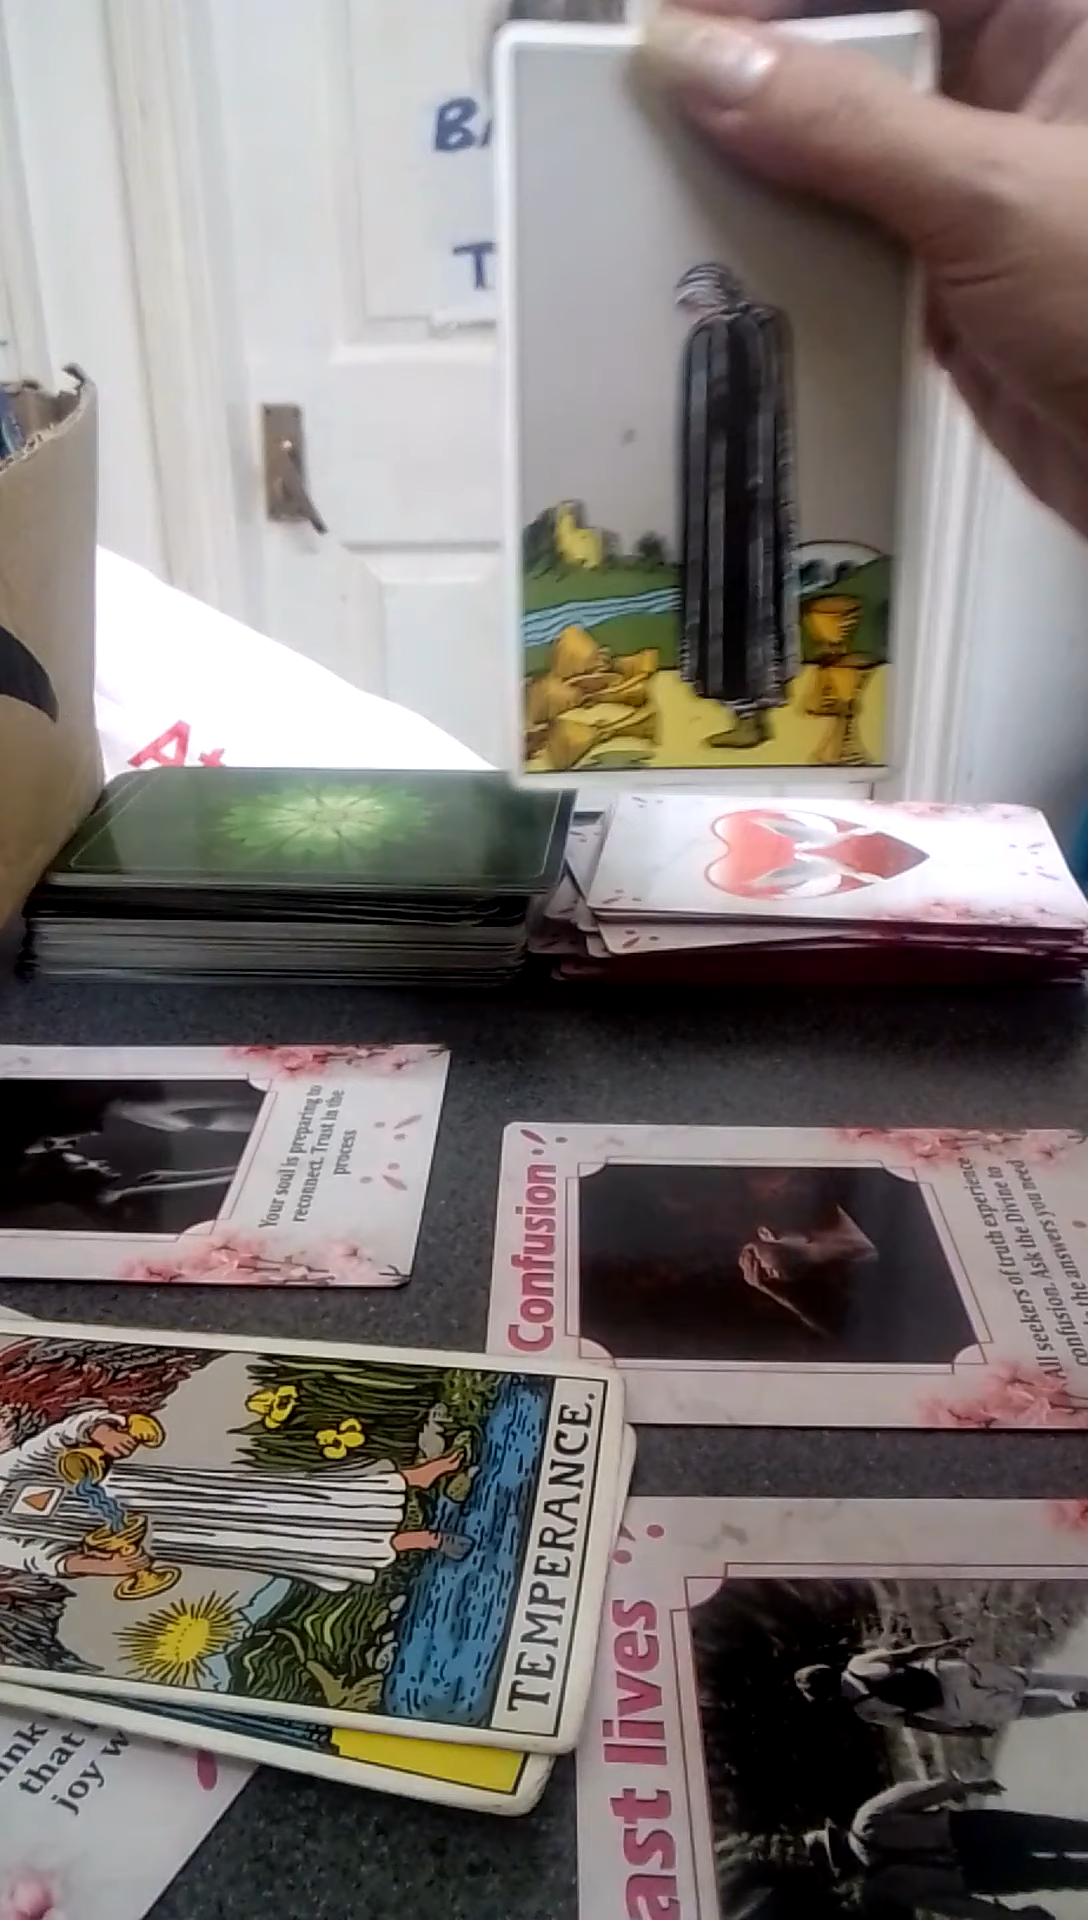 BA
T
At
Your soul is preparing to
reconnect. Trust in the
process
Confusion
All seekers of truth experience
confusion. Ask the Divine to
the answers you need
TEMPERANCE.
ast lives
that
joy w